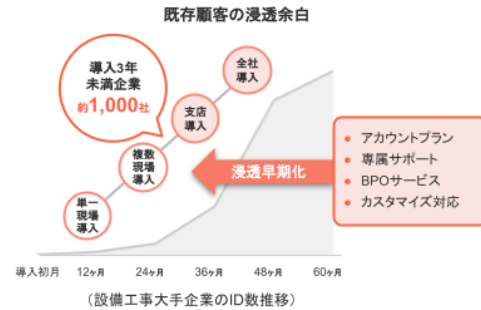 既存顧客の浸透余白
導入3年
未満企業
約1,000社
全社
導入
支店
導入
複数
現場
導入
単一
現場
導入
浸透早期化
• アカウントプラン
• 専属サポート
• BPOサービス
• カスタマイズ対応
導入初月 12ヶ月 24ヶ月 36ヶ月 48ヶ月 60ヶ月
（設備工事大手企業のID数推移）